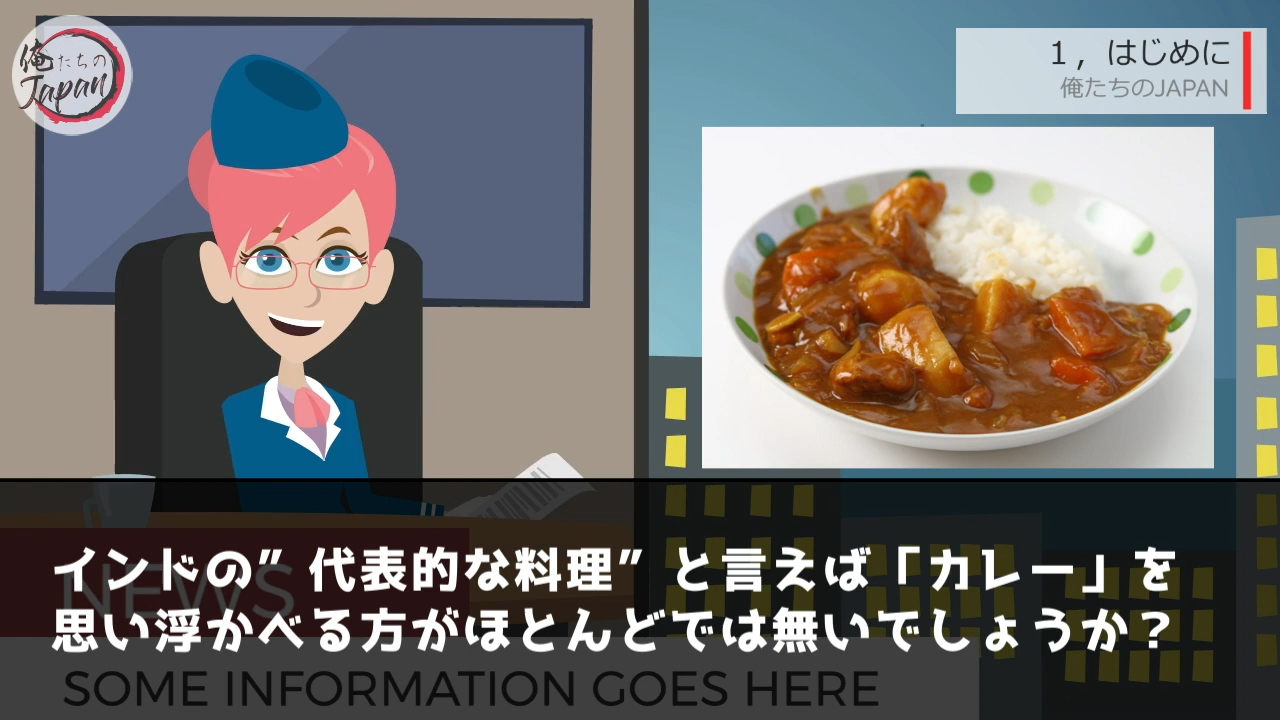 俺たちの
Japan
1，はじめに
俺たちのJAPAN
NEWS
インドの”代表的な料理”と言えば「カレー」を
思い浮かべる方がほとんどでは無いでしょうか？
SOME INFORMATION GOES HERE